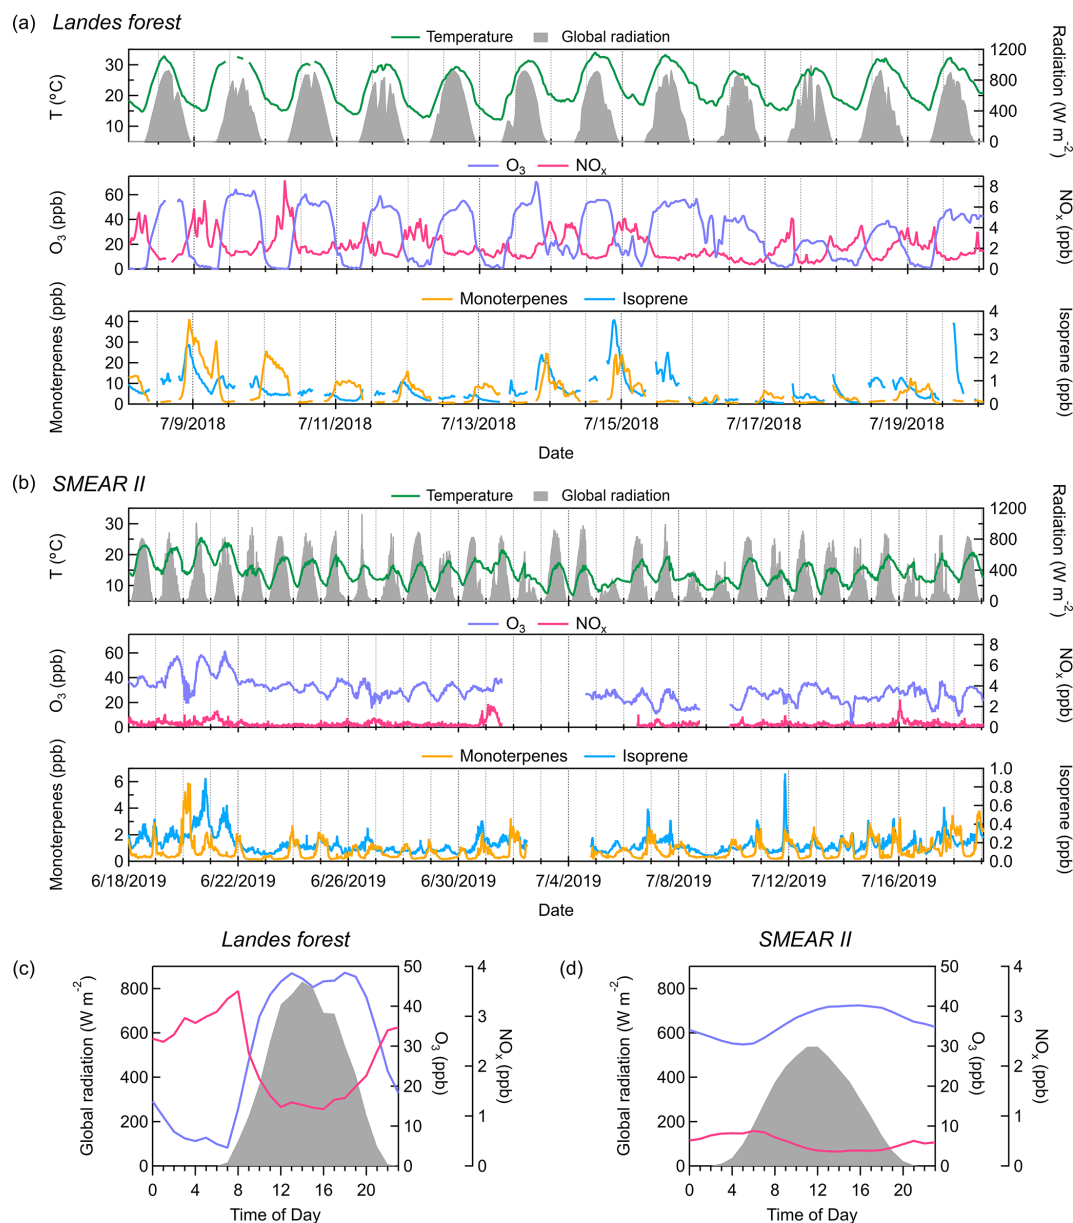 (a) Landes forest
Temperature Global radiation
T (°C)
30
20
10
Radiation (W m-2)
1200
800
400
0
O3 NOx
O3 (ppb)
60
40
20
0
NOx (ppb)
8
6
4
2
0
Monoterpenes Isoprene
Monoterpenes (ppb)
40
30
20
10
0
Isoprene (ppb)
4
3
2
1
0
7/9/2018 7/11/2018 7/13/2018 7/15/2018 7/17/2018 7/19/2018
Date
(b) SMEAR II
Temperature Global radiation
T (°C)
30
20
10
Radiation (W m-2)
1200
800
400
0
O3 NOx
O3 (ppb)
60
40
20
0
NOx (ppb)
8
6
4
2
0
Monoterpenes Isoprene
Monoterpenes (ppb)
6
4
2
0
Isoprene (ppb)
1.0
0.8
0.6
0.4
0.2
0.0
6/18/2019 6/22/2019 6/26/2019 6/30/2019 7/4/2019 7/8/2019 7/12/2019 7/16/2019
Date
(c) Landes forest
Global radiation (W m-2)
800
600
400
200
0
O3 (ppb)
50
40
30
20
10
0
NOx (ppb)
4
3
2
1
0
0 4 8 12 16 20
Time of Day
(d) SMEAR II
Global radiation (W m-2)
800
600
400
200
0
O3 (ppb)
50
40
30
20
10
0
NOx (ppb)
4
3
2
1
0
0 4 8 12 16 20
Time of Day